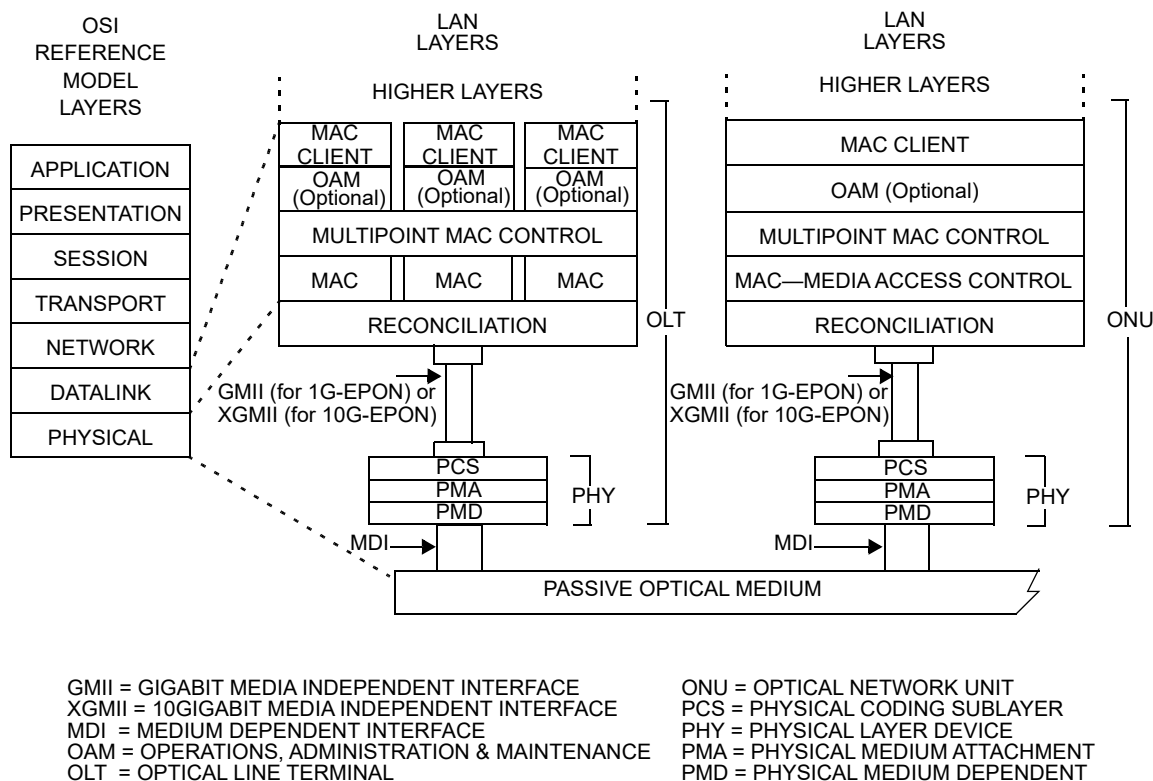 OSI
REFERENCE
MODEL
LAYERS
APPLICATION
PRESENTATION
SESSION
TRANSPORT
NETWORK
DATALINK
PHYSICAL
LAN
LAYERS
HIGHER LAYERS
MAC
CLIENT
OAM
(Optional)
MAC
CLIENT
OAM
(Optional)
MAC
CLIENT
OAM
(Optional)
MULTIPOINT MAC CONTROL
MAC
MAC
MAC
RECONCILIATION
OLT
GMII (for 1G-EPON) or
XGMII (for 10G-EPON)
PCS
PMA
PMD
PHY
MDI
LAN
LAYERS
HIGHER LAYERS
MAC CLIENT
OAM (Optional)
MULTIPOINT MAC CONTROL
MAC—MEDIA ACCESS CONTROL
RECONCILIATION
ONU
GMII (for 1G-EPON) or
XGMII (for 10G-EPON)
PCS
PMA
PMD
PHY
MDI
PASSIVE OPTICAL MEDIUM
GMII = GIGABIT MEDIA INDEPENDENT INTERFACE
XGMII = 10GIGABIT MEDIA INDEPENDENT INTERFACE
MDI = MEDIUM DEPENDENT INTERFACE
OAM = OPERATIONS, ADMINISTRATION & MAINTENANCE
OLT = OPTICAL LINE TERMINAL
ONU = OPTICAL NETWORK UNIT
PCS = PHYSICAL CODING SUBLAYER
PHY = PHYSICAL LAYER DEVICE
PMA = PHYSICAL MEDIUM ATTACHMENT
PMD = PHYSICAL MEDIUM DEPENDENT